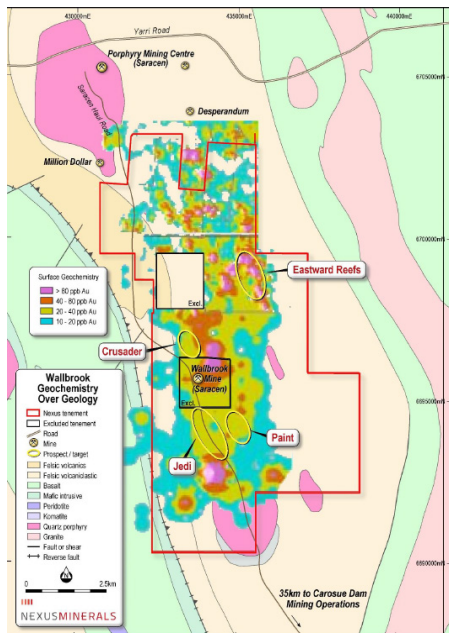 430000mE
435000mE
440000mE
Yarri Road
Porphyry Mining Centre
(Saracen)
6705000mN
Saracen Haul Road
Desperandum
Million Dollar
6700000mN
Surface Geochemistry
> 80 ppb Au
40 - 80 ppb Au
20 - 40 ppb Au
10 - 20 ppb Au
Excl.
Eastward Reefs
Crusader
Wallbrook
Mine
(Saracen)
Excl.
6695000mN
Paint
Jedi
Wallbrook
Geochemistry
Over Geology
Nexus tenement
Excluded tenement
Road
Mine
Prospect / target
Felsic volcanics
Felsic volcaniclastic
Basalt
Mafic intrusive
Peridotite
Komatiite
Quartz porphyry
Granite
Fault or shear
Reverse fault
0
2.5km
NEXUSMINERALS
6690000mN
35km to Carosue Dam
Mining Operations